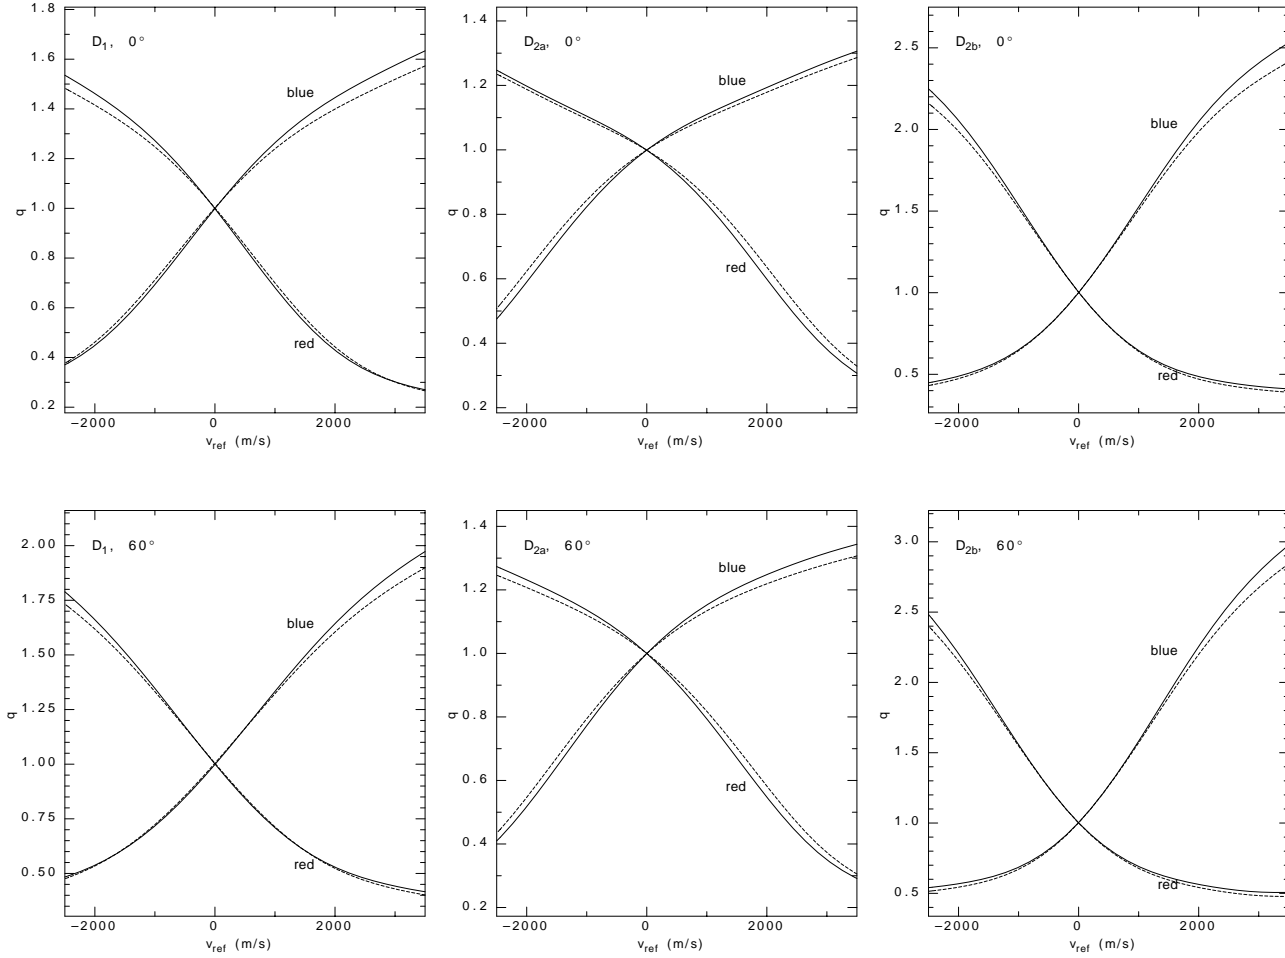 D1, 0°
1.8
1.6
1.4
1.2
1.0
0.8
0.6
0.4
0.2
q
blue
red
−2000 0 2000
vref (m/s)
D2a, 0°
1.4
1.2
1.0
0.8
0.6
0.4
0.2
q
blue
red
−2000 0 2000
vref (m/s)
D2b, 0°
2.5
2.0
1.5
1.0
0.5
q
blue
red
−2000 0 2000
vref (m/s)
D1, 60°
2.00
1.75
1.50
1.25
1.00
0.75
0.50
q
blue
red
−2000 0 2000
vref (m/s)
D2a, 60°
1.4
1.2
1.0
0.8
0.6
0.4
0.2
q
blue
red
−2000 0 2000
vref (m/s)
D2b, 60°
3.0
2.5
2.0
1.5
1.0
0.5
q
blue
red
−2000 0 2000
vref (m/s)